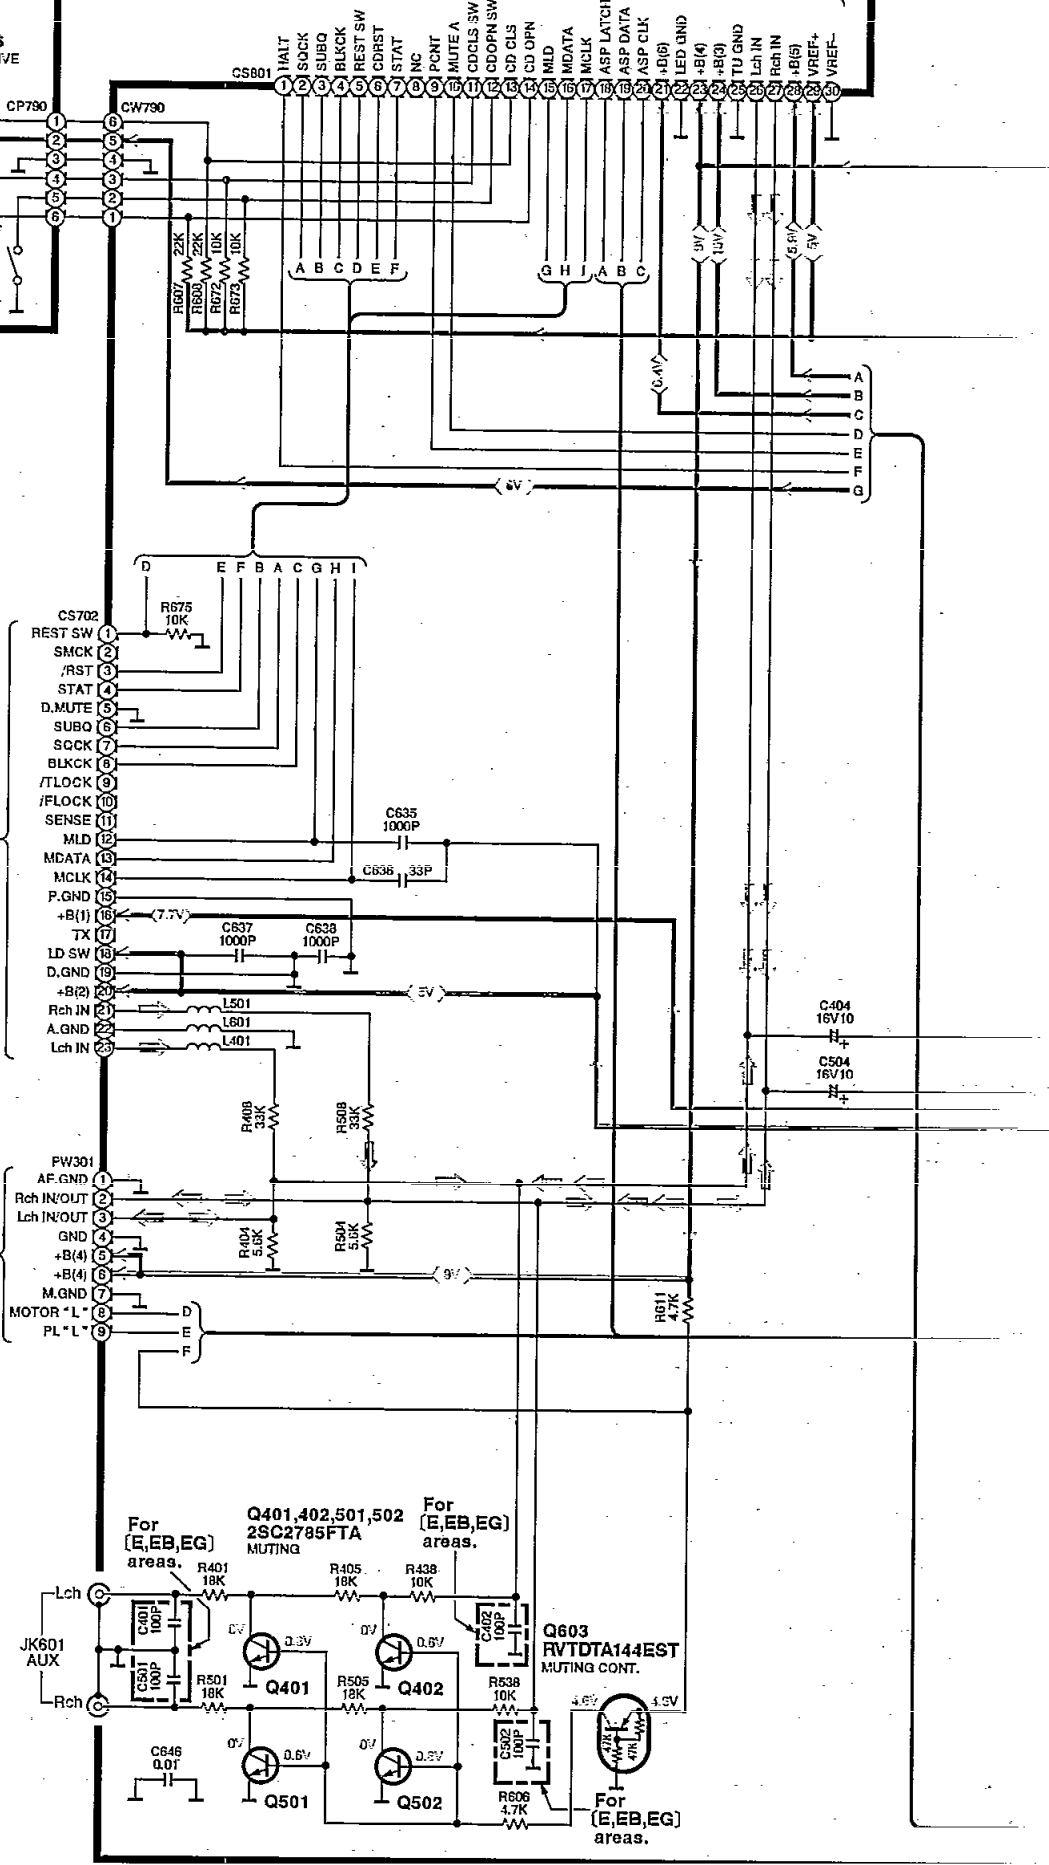 VE
CP790
CW790
CS801
HALT
SQCK
SUBQ
BLKCK
REST SW
CDRST
STAT
NC
PCNT
MUTE A
CDCLS SW
CDOPN SW
CD CLS
CD OPN
MLD
MDATA
MCLK
ASP LATCH
ASP DATA
ASP CLK
+B(6)
LED GND
+B(4)
+B(3)
TU GND
Lch IN
Rch IN
+B(5)
VREF+
VREF-
1 2 3 4 5 6 7 8 9 10 11 12 13 14 15 16 17 18 19 20 21 22 23 24 25 26 27 28 29 30
1 6
2 5
3 4
4 3
5 2
6 1
R607 22K
R608 22K
R672 10K
R673 10K
A B C D E F
G H I A B C
9V
5V
A
B
C
D
E
F
G
D E F B A C G H I
CS702
R675
10K
REST SW 1
SMCK 2
/RST 3
STAT 4
D.MUTE 5
SUBQ 6
SQCK 7
BLKCK 8
/TLOCK 9
/FLOCK 10
SENSE 11
MLD 12
MDATA 13
MCLK 14
P.GND 15
+B(1) 16
TX 17
LD SW 18
D.GND 19
+B(2) 20
Rch IN 21
A.GND 22
Lch IN 23
C635
1000P
C636 33P
7.7V
C637
1000P
C638
1000P
5V
L501
L601
L401
C404
16V10
C504
16V10
R408
33K
R508
33K
PW301
AF.GND 1
Rch IN/OUT 2
Lch IN/OUT 3
GND 4
+B(4) 5
+B(4) 6
M.GND 7
MOTOR "L" 8
PL "L" 9
R404
5.6K
R504
5.6K
9V
R611
4.7K
D
E
F
Q401,402,501,502
2SC2785FTA
MUTING
For
[E,EB,EG]
areas.
For
[E,EB,EG]
areas.
R401
18K
R405
18K
R438
10K
Lch
C401
100P
C402
100P
0V
0V
0.6V
Q401
Q402
Q603
RVTDTA144EST
MUTING CONT.
JK601
AUX
C501
100P
Rch
R501
18K
R505
18K
R538
10K
47K
47K
C502
100P
0V
0.6V
0V
Q501
Q502
C646
0.01
R606
4.7K
For
[E,EB,EG]
areas.